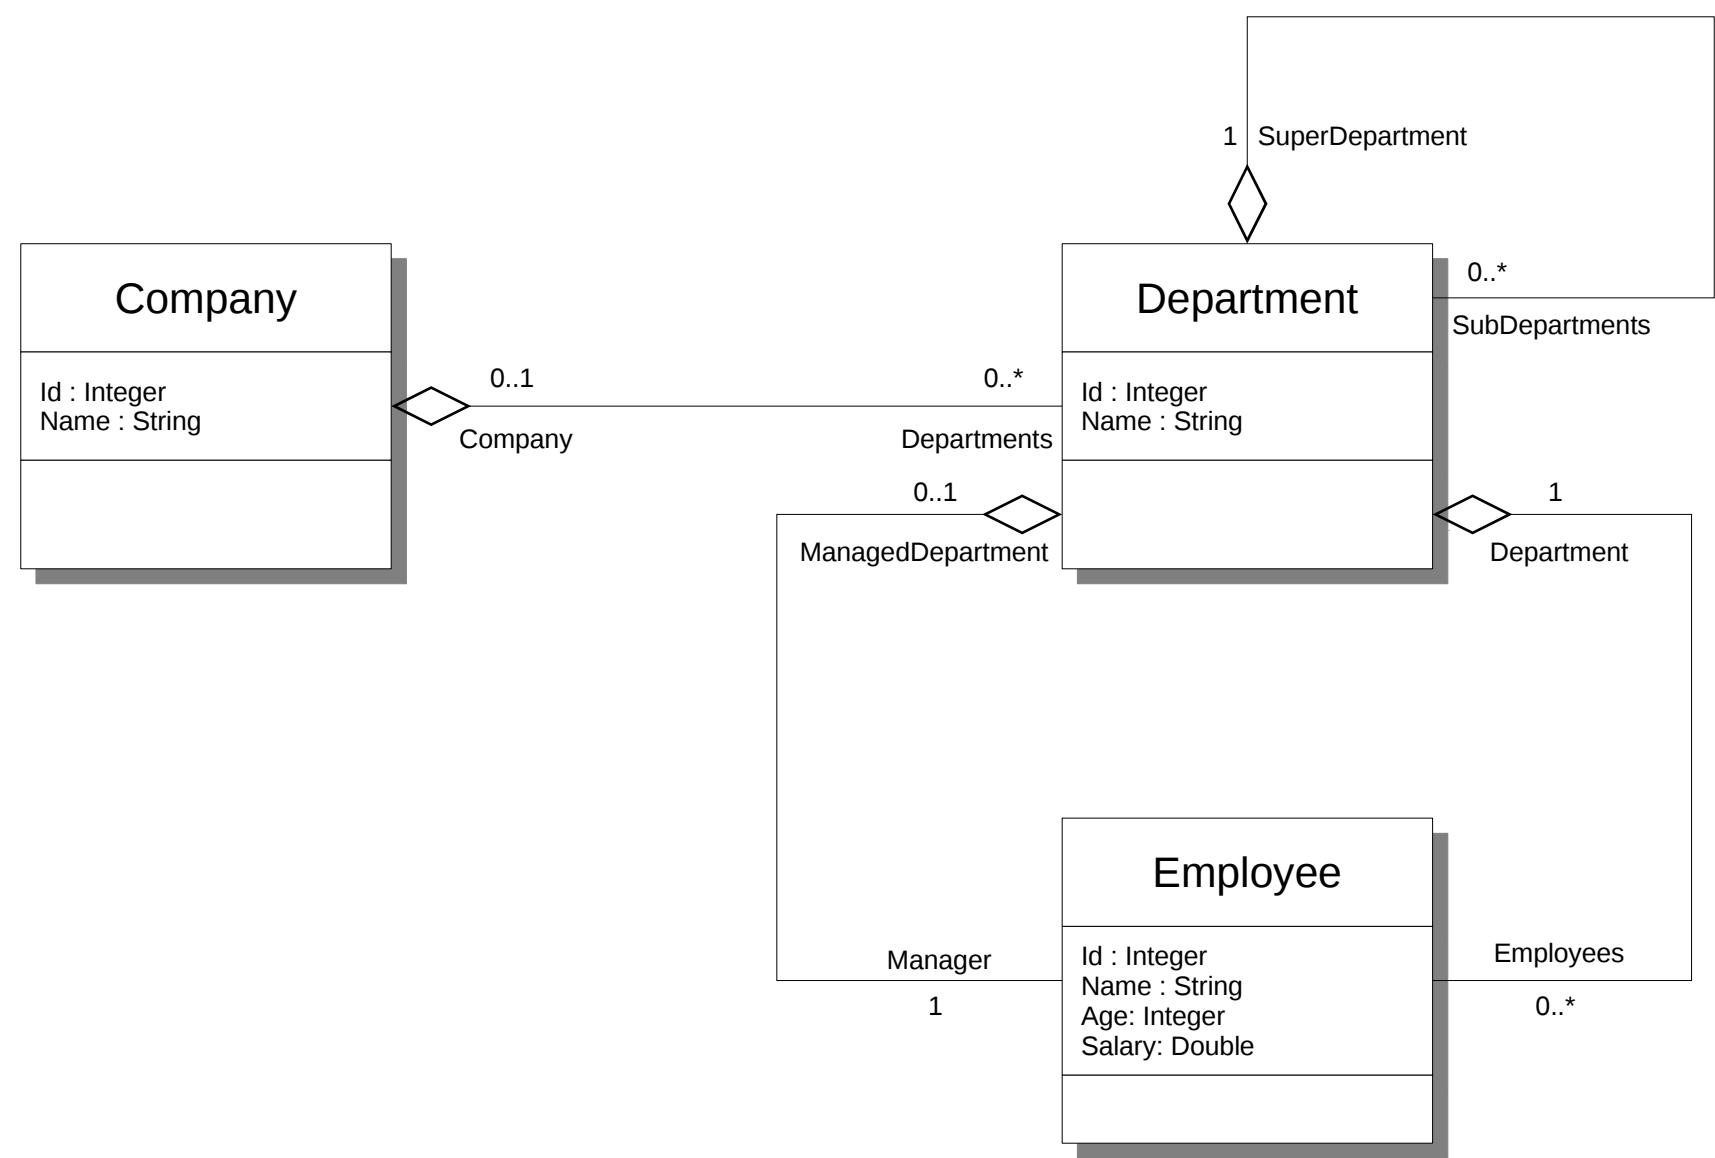 1 SuperDepartment
Company
Id : Integer
Name : String
0..1
Company
0..*
Departments
Department
Id : Integer
Name : String
0..*
SubDepartments
0..1
ManagedDepartment
1
Department
Manager
1
Employee
Id : Integer
Name : String
Age: Integer
Salary: Double
Employees
0..*